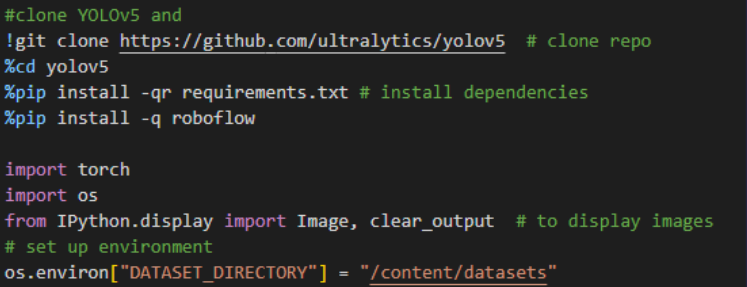 #clone YOLOv5 and
!git clone https://github.com/ultralytics/yolov5  # clone repo
%cd yolov5
%pip install -qr requirements.txt # install dependencies
%pip install -q roboflow

import torch
import os
from IPython.display import Image, clear_output  # to display images
# set up environment
os.environ["DATASET_DIRECTORY"] = "/content/datasets"